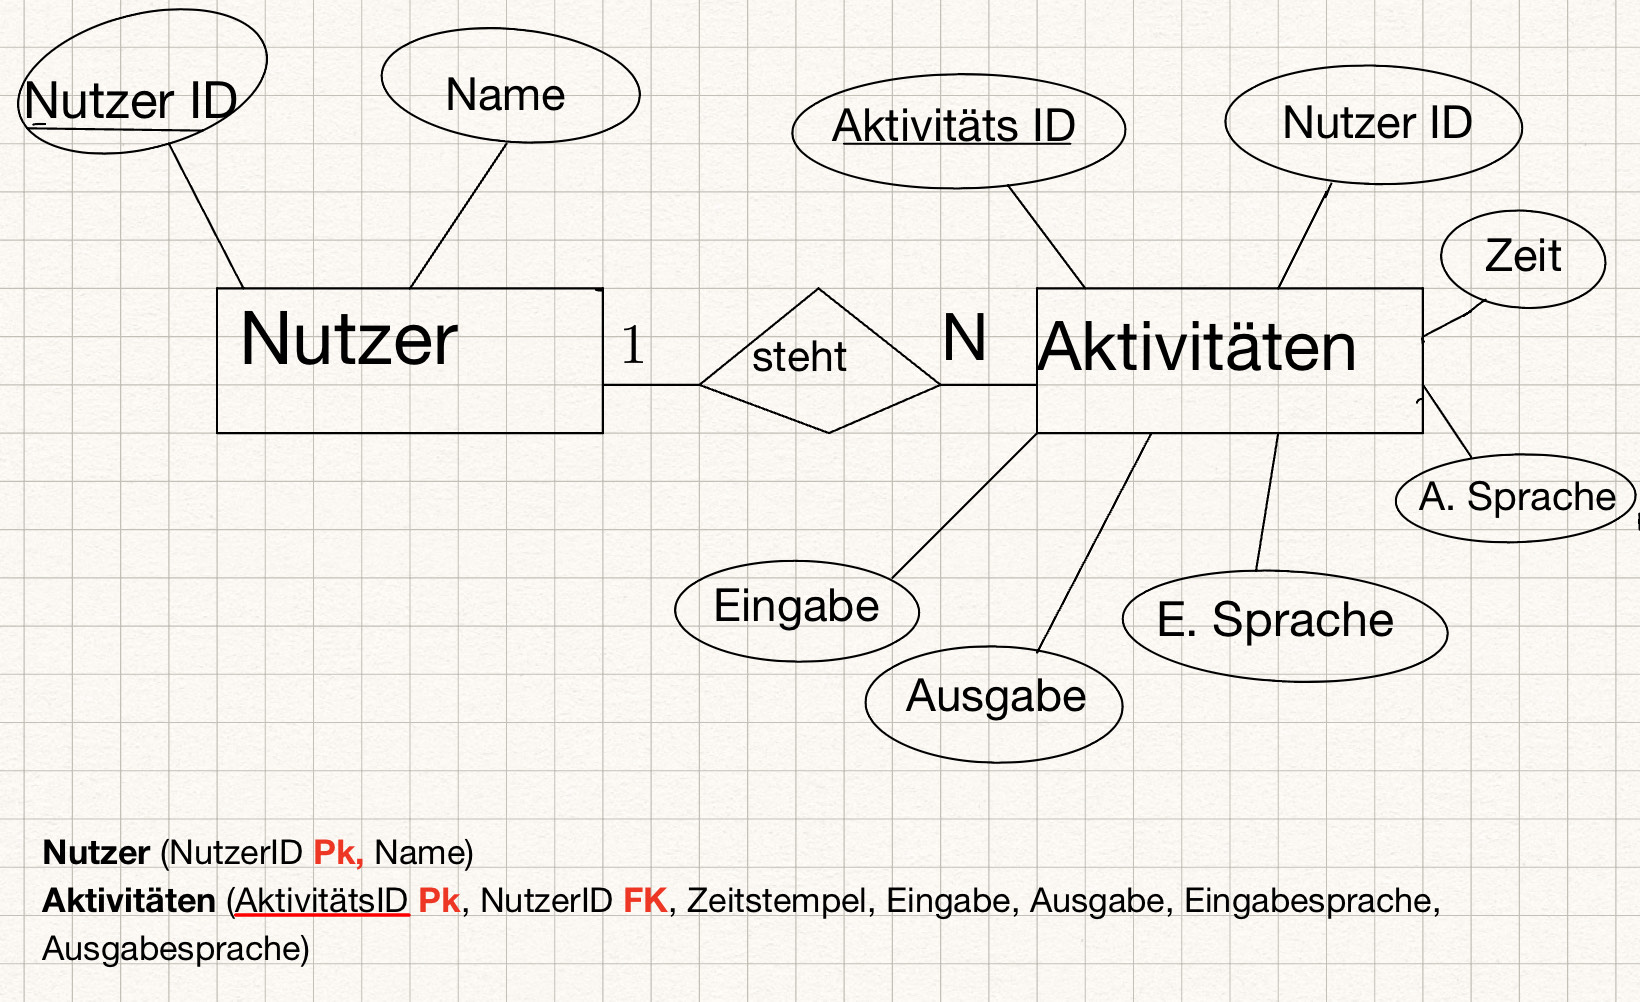 Nutzer ID
Name
Aktivitäts ID
Nutzer ID
Zeit
Nutzer
1
steht
N
Aktivitäten
A. Sprache
Eingabe
E. Sprache
Ausgabe
Nutzer (NutzerID Pk, Name)
Aktivitäten (AktivitätsID Pk, NutzerID FK, Zeitstempel, Eingabe, Ausgabe, Eingabesprache,
Ausgabesprache)